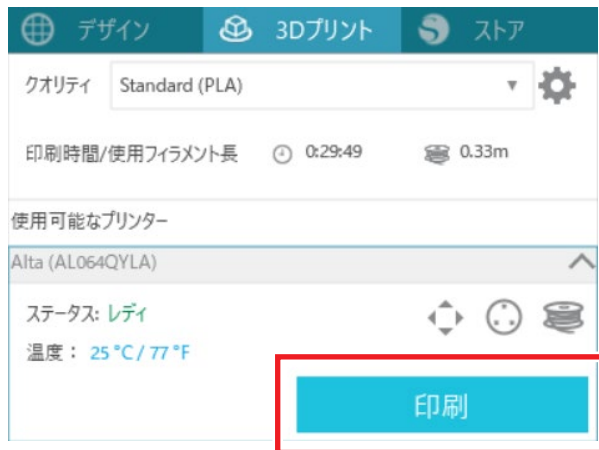 デザイン 3Dプリント ストア
クオリティ Standard (PLA)
印刷時間/使用フィラメント長 0:29:49 0.33m
使用可能なプリンター
Alta (AL064QYLA)
ステータス: レディ
温度： 25 °C / 77 °F
印刷